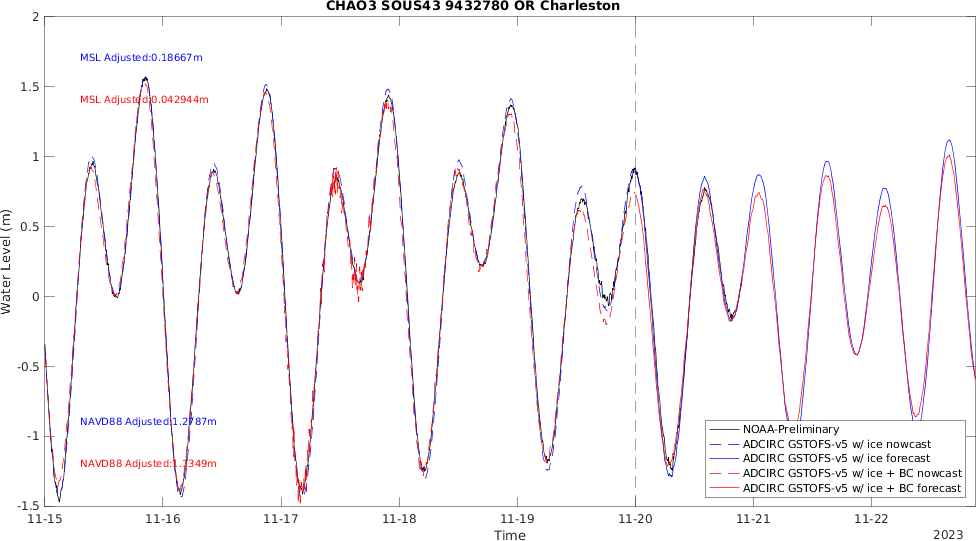 CHAO3 SOUS43 9432780 OR Charleston
2
1.5
1
0.5
0
-0.5
-1
-1.5
Water Level (m)
MSL Adjusted:0.18667m
MSL Adjusted:0.042944m
NAVD88 Adjusted:1.2787m
NAVD88 Adjusted:1.1349m
NOAA-Preliminary
ADCIRC GSTOFS-v5 w/ ice nowcast
ADCIRC GSTOFS-v5 w/ ice forecast
ADCIRC GSTOFS-v5 w/ ice + BC nowcast
ADCIRC GSTOFS-v5 w/ ice + BC forecast
11-15 11-16 11-17 11-18 11-19 11-20 11-21 11-22
Time
2023